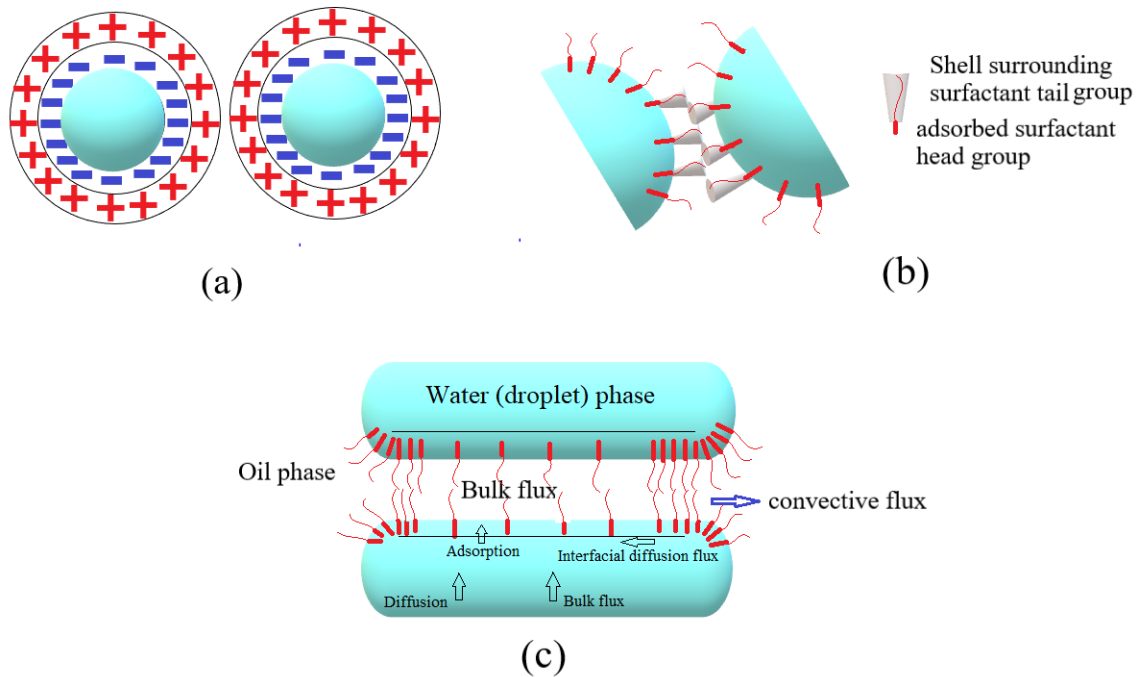 Shell surrounding
surfactant tail group
adsorbed surfactant
head group
(a)
(b)
Water (droplet) phase
Oil phase
Bulk flux
convective flux
Adsorption
Interfacial diffusion flux
Diffusion
Bulk flux
(c)